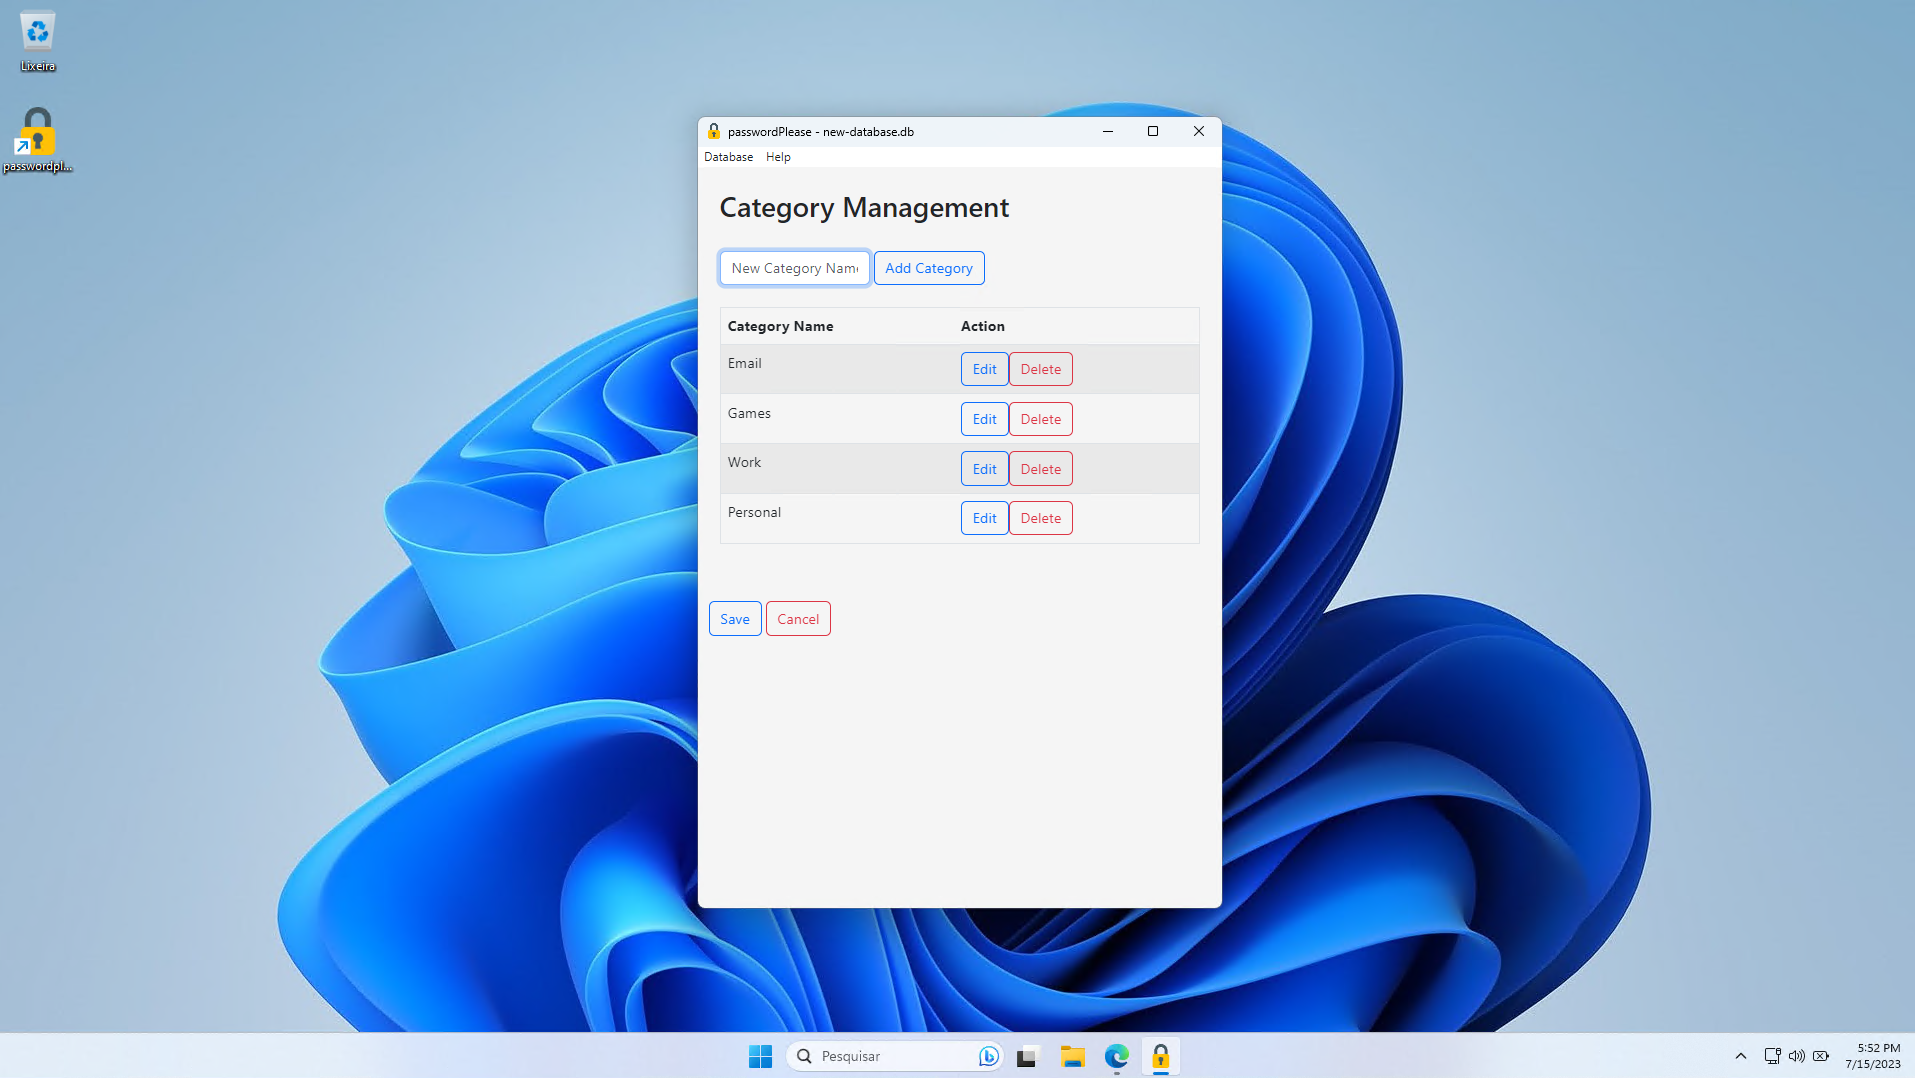 Lixeira
passwordpl...
passwordPlease - new-database.db
Database Help
Category Management
New Category Nam
Add Category
Category Name Action
Email Edit Delete
Games Edit Delete
Work Edit Delete
Personal Edit Delete
Save Cancel
Pesquisar
5:52 PM
7/15/2023